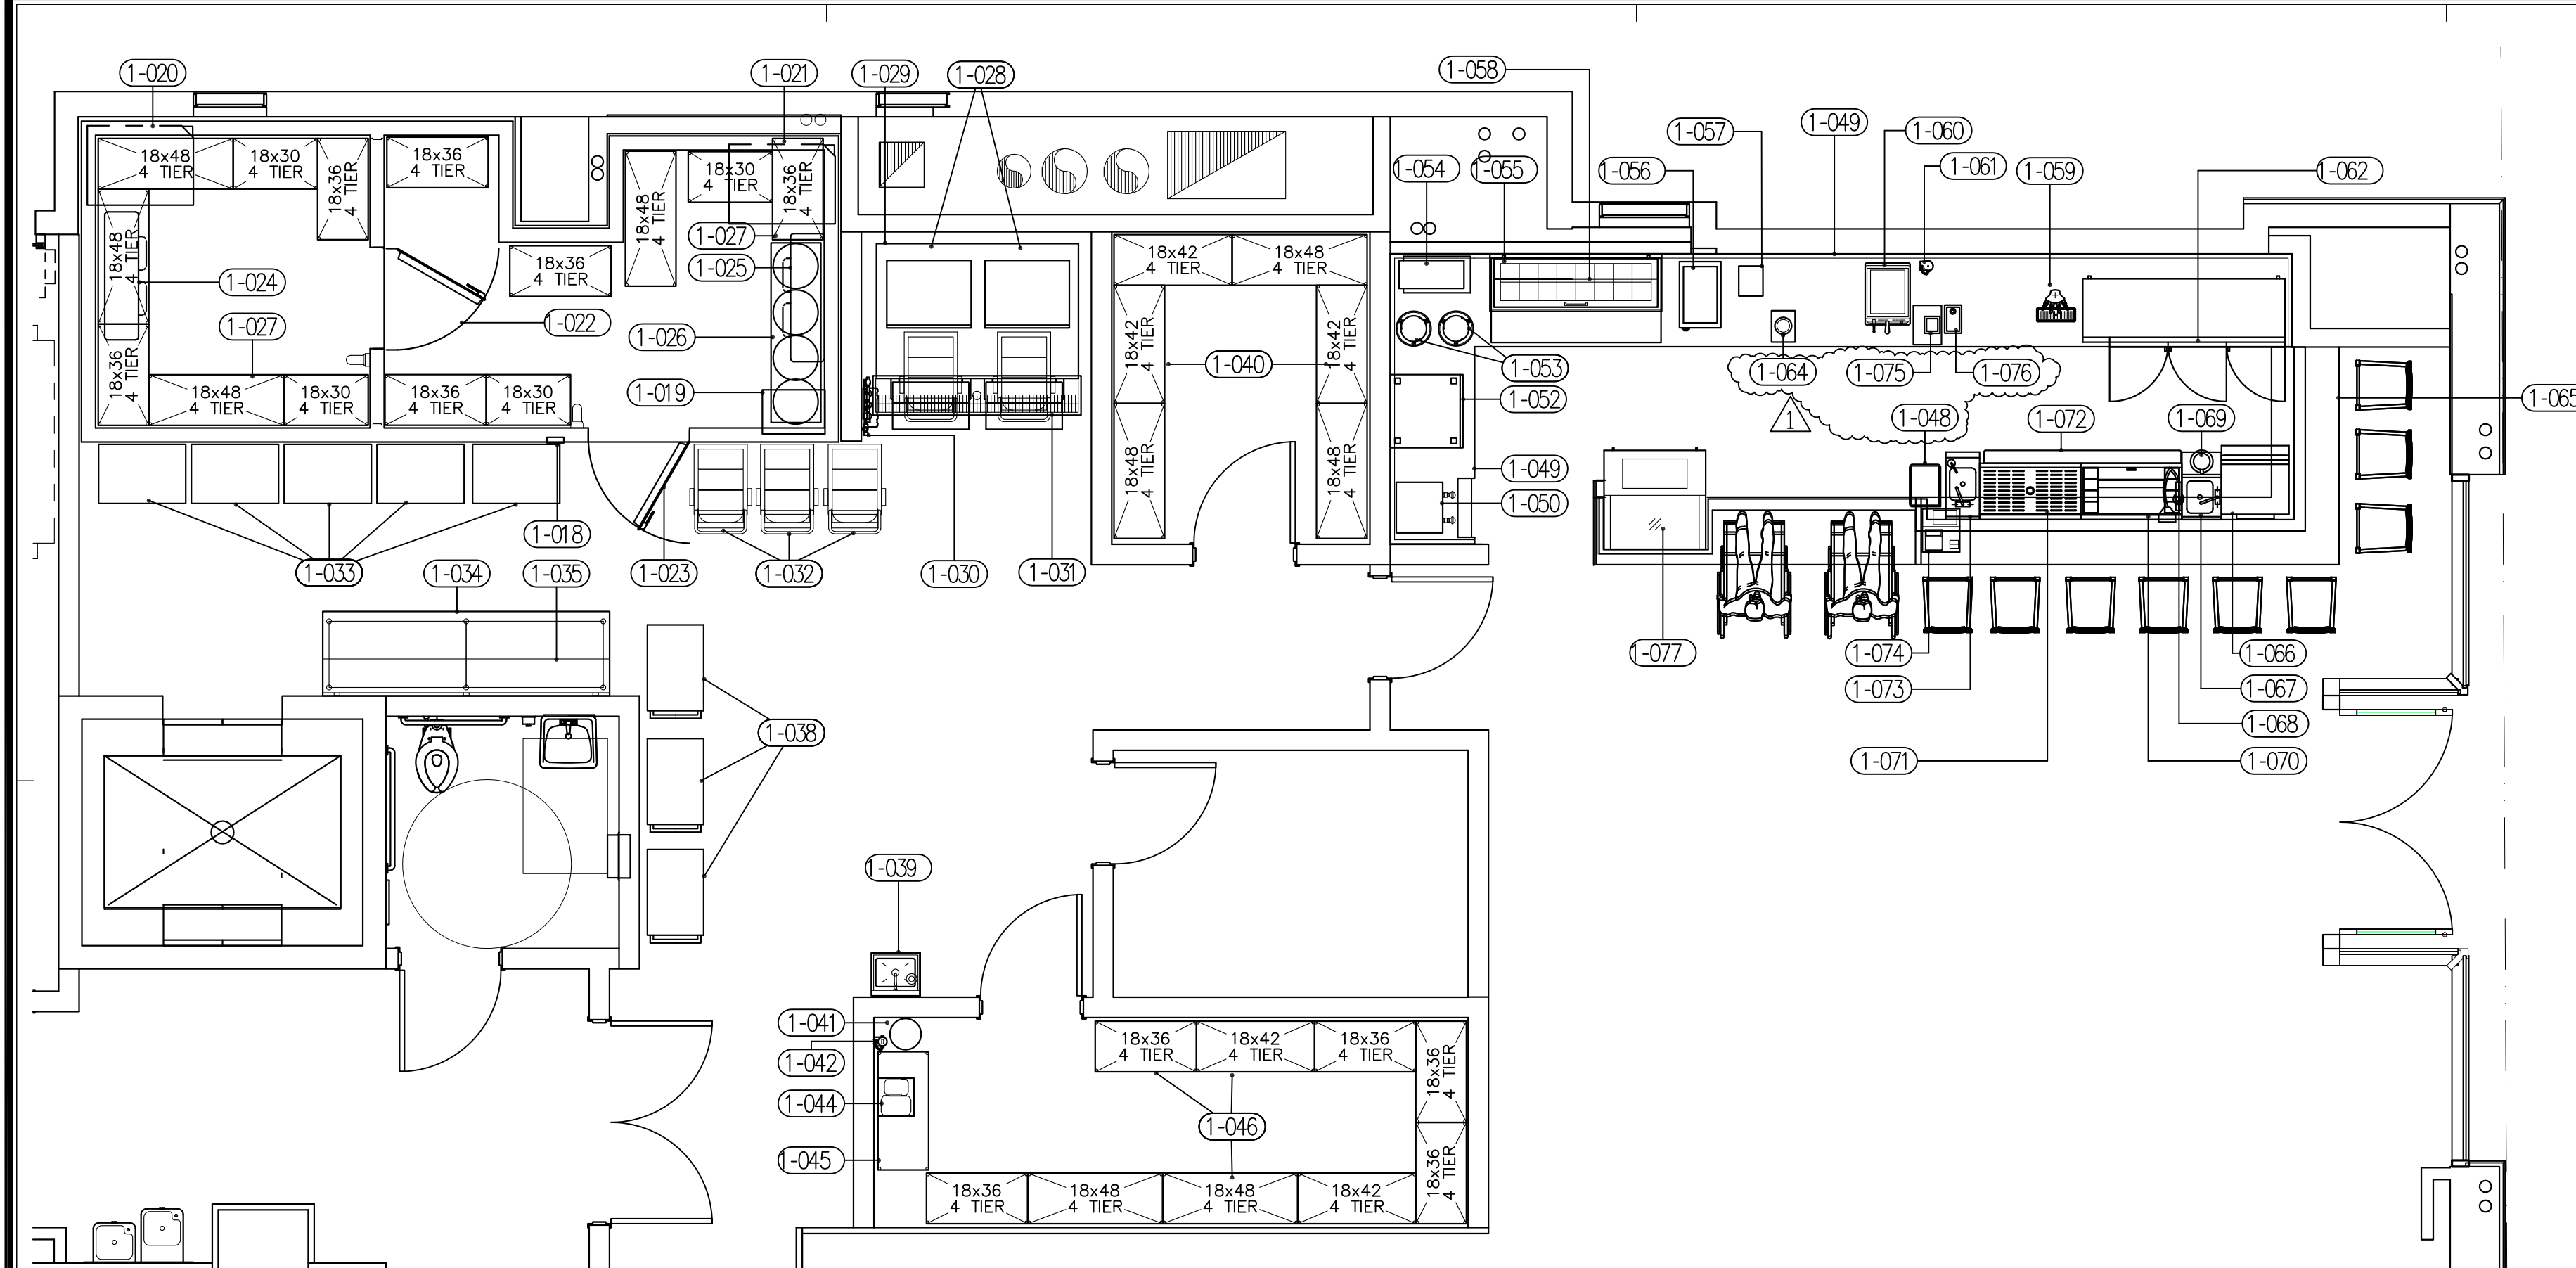 1-020
1-021
1-029
1-028
1-058
1-057
1-049
1-060
1-061
1-059
1-062
1-054
1-055
1-056
18x48
4 TIER
18x30
4 TIER
18x36
4 TIER
18x36
4 TIER
18x30
4 TIER
18x36
4 TIER
18x48
4 TIER
18x48
4 TIER
18x36
4 TIER
18x36
4 TIER
1-027
1-025
1-024
1-027
1-022
1-026
1-019
18x48
4 TIER
18x30
4 TIER
18x36
4 TIER
18x30
4 TIER
18x42
4 TIER
18x48
4 TIER
18x42
4 TIER
18x42
4 TIER
1-040
18x48
4 TIER
18x48
4 TIER
1-053
1-052
1-049
1-050
1-064
1-075
1-076
1
1-048
1-072
1-069
1-065
1-018
1-033
1-034
1-035
1-023
1-032
1-030
1-031
1-077
1-074
1-073
1-071
1-066
1-067
1-068
1-070
1-038
1-039
1-041
1-042
1-044
1-045
18x36
4 TIER
18x42
4 TIER
18x36
4 TIER
18x36
4 TIER
1-046
18x36
4 TIER
18x36
4 TIER
18x48
4 TIER
18x48
4 TIER
18x42
4 TIER